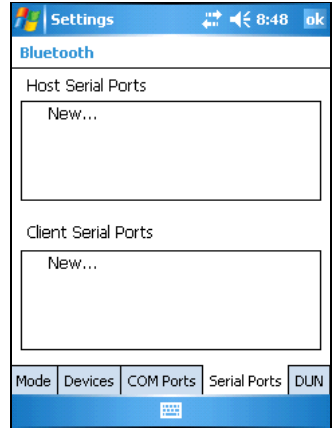 Settings 8:48 ok
Bluetooth
Host Serial Ports
New...
Client Serial Ports
New...
Mode Devices COM Ports Serial Ports DUN